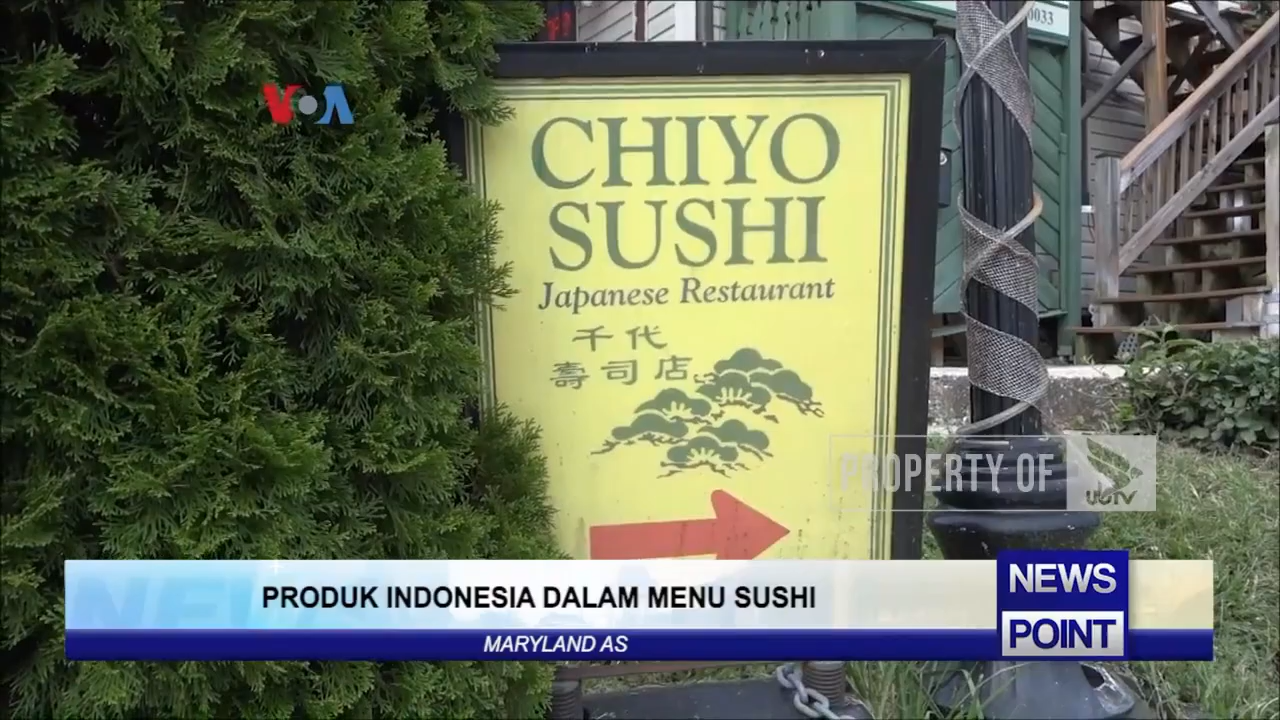 0033
VOA
CHIYO
SUSHI
Japanese Restaurant
千代
壽司店
PROPERTY OF
UGTV
PRODUK INDONESIA DALAM MENU SUSHI
MARYLAND AS
NEWS
POINT